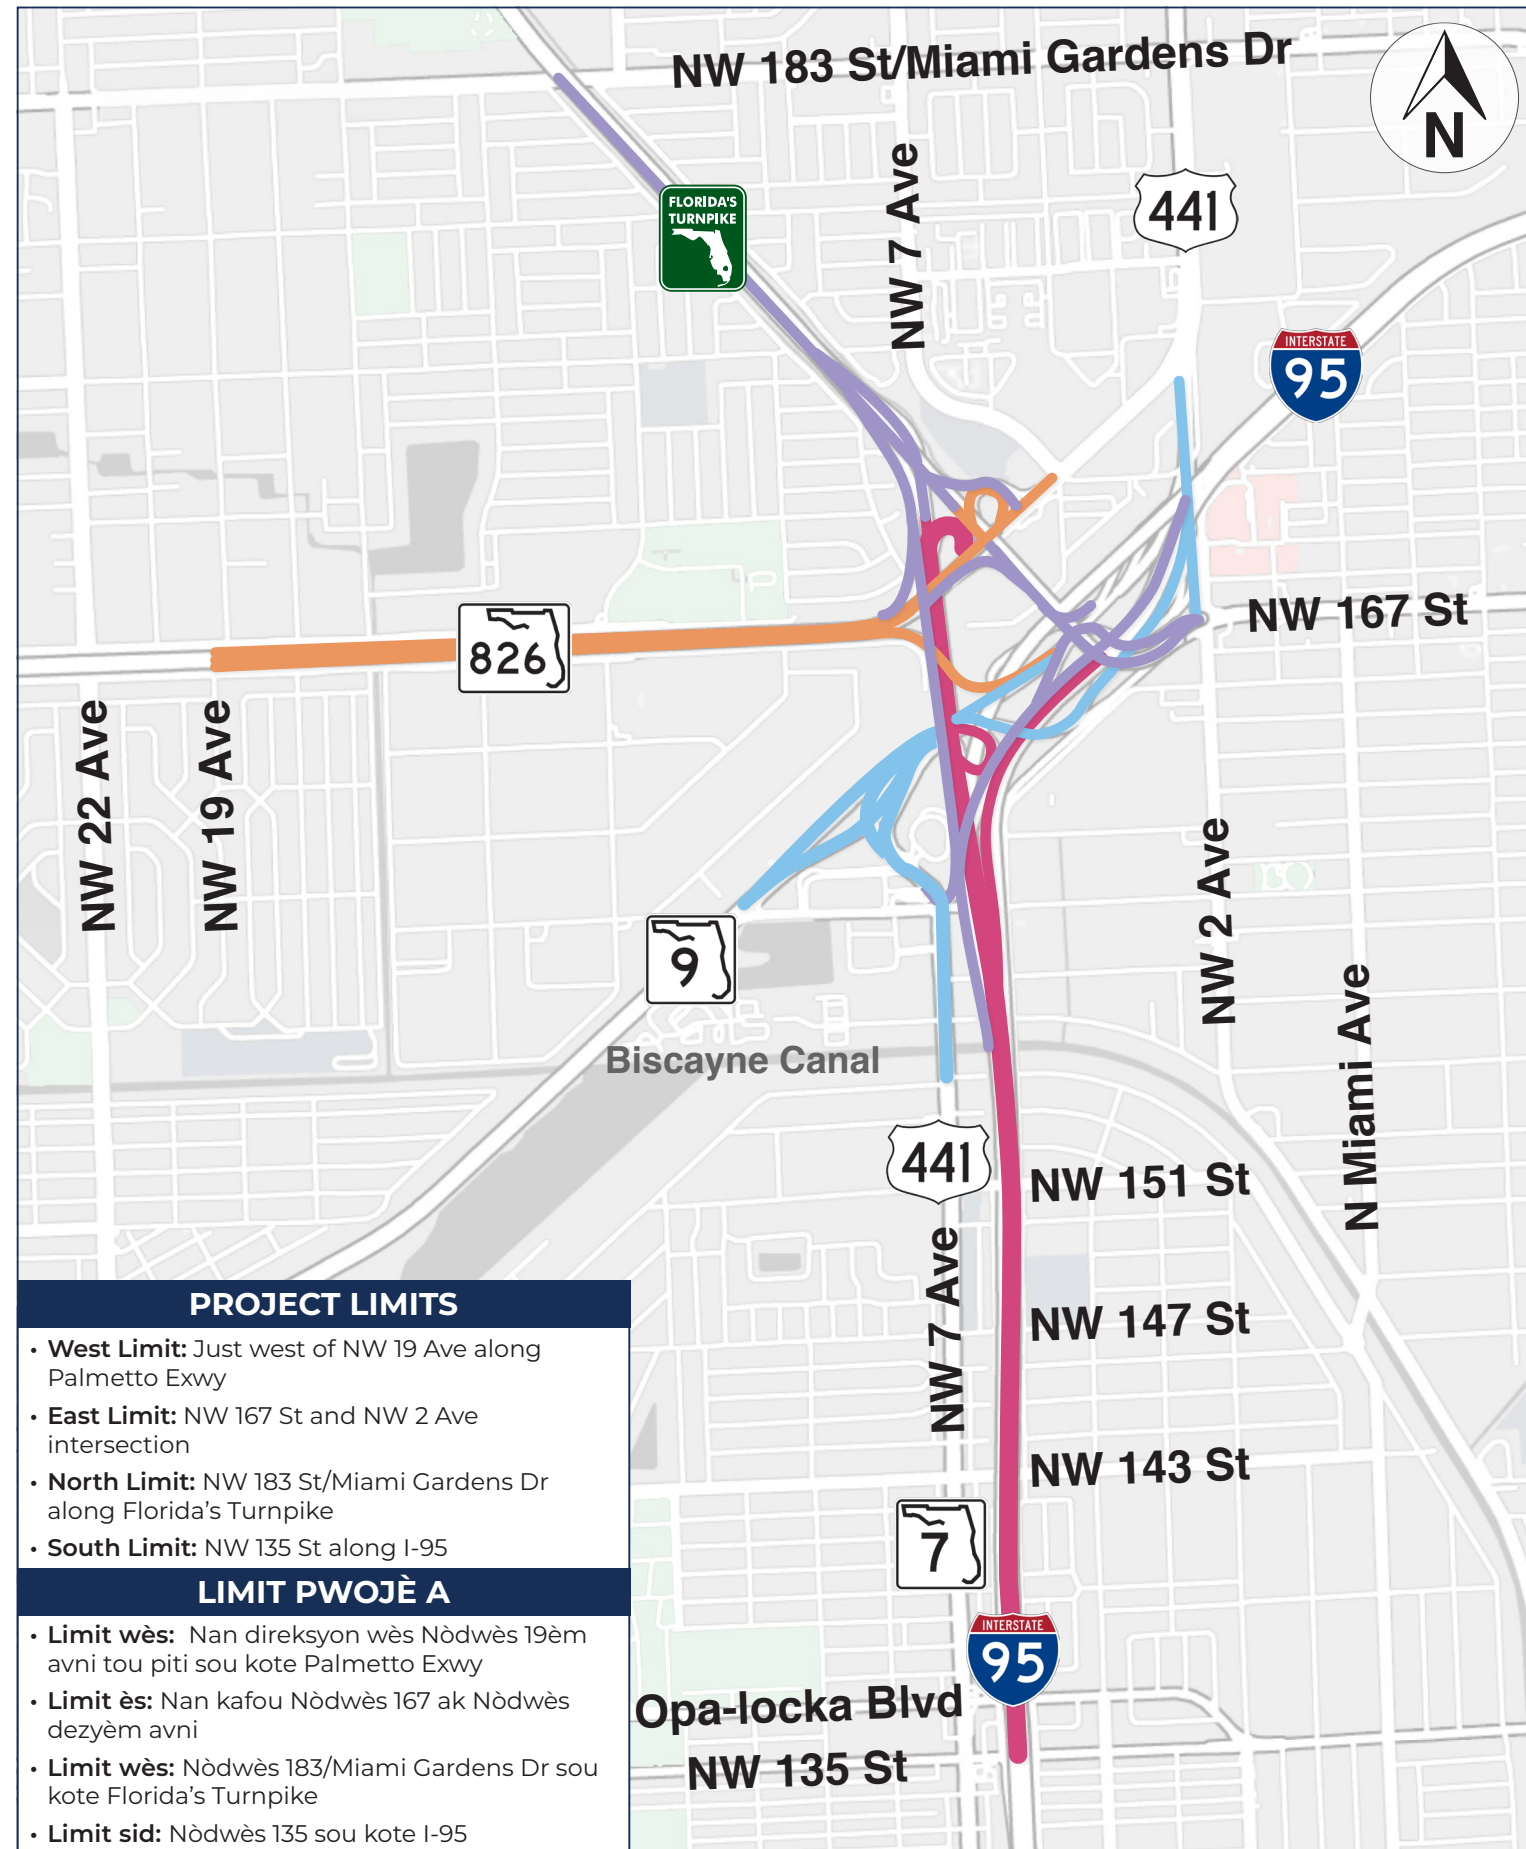 NW 183 St/Miami Gardens Dr
N
FLORIDA'S
TURNPIKE
NW 7 Ave
441
INTERSTATE
95
826
NW 167 St
NW 22 Ave
NW 19 Ave
NW 2 Ave
9
N Miami Ave
Biscayne Canal
441
NW 151 St
NW 7 Ave
NW 147 St
NW 143 St
7
INTERSTATE
95
Opa-locka Blvd
NW 135 St
PROJECT LIMITS
• West Limit: Just west of NW 19 Ave along
Palmetto Exwy
• East Limit: NW 167 St and NW 2 Ave
intersection
• North Limit: NW 183 St/Miami Gardens Dr
along Florida’s Turnpike
• South Limit: NW 135 St along I-95
LIMIT PWOJÈ A
• Limit wès: Nan direksyon wès Nòdwès 19èm
avni tou piti sou kote Palmetto Exwy
• Limit ès: Nan kafou Nòdwès 167 ak Nòdwès
dezyèm avni
• Limit wès: Nòdwès 183/Miami Gardens Dr sou
kote Florida’s Turnpike
• Limit sid: Nòdwès 135 sou kote I-95